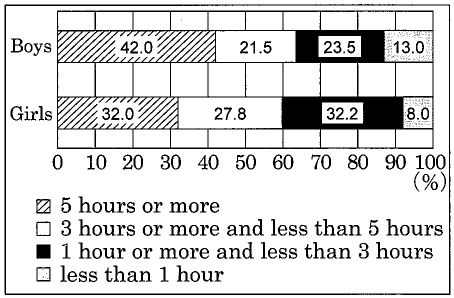 Boys 42.0 21.5 23.5 13.0
Girls 32.0 27.8 32.2 8.0
0 10 20 30 40 50 60 70 80 90 100
(%)
5 hours or more
3 hours or more and less than 5 hours
1 hour or more and less than 3 hours
less than 1 hour